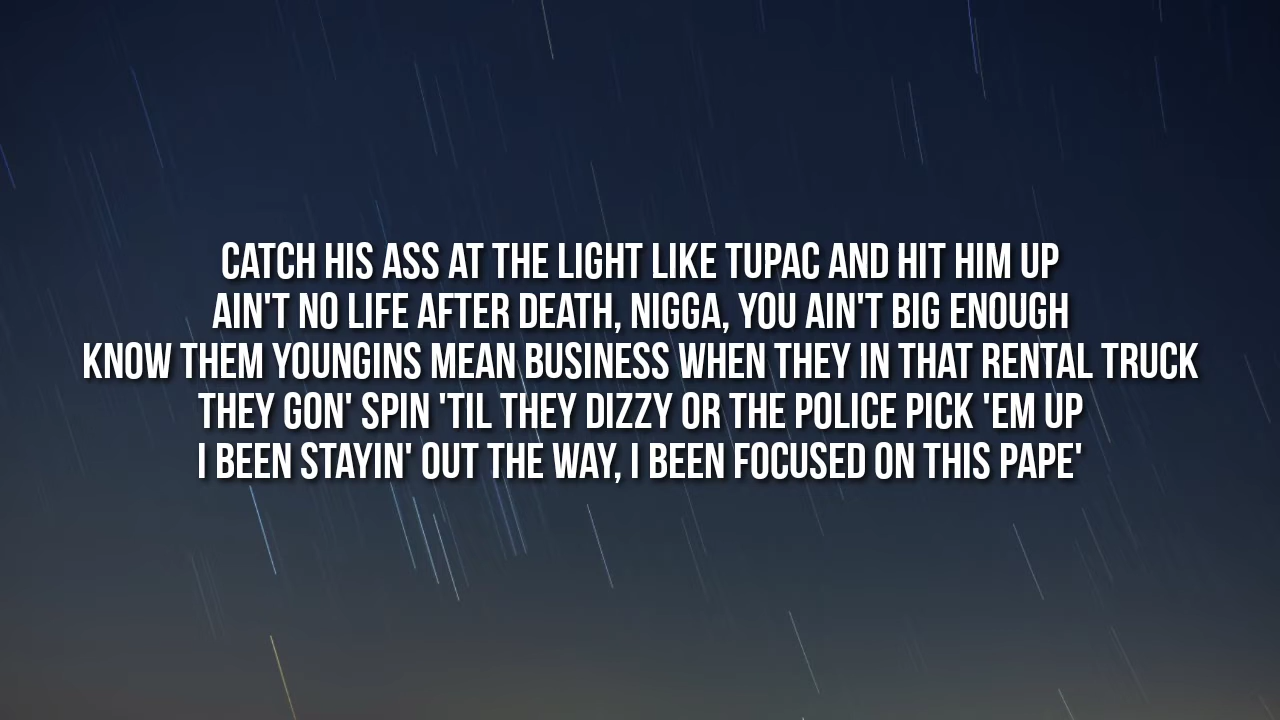 CATCH HIS ASS AT THE LIGHT LIKE TUPAC AND HIT HIM UP
AIN'T NO LIFE AFTER DEATH, NIGGA, YOU AIN'T BIG ENOUGH
KNOW THEM YOUNGINS MEAN BUSINESS WHEN THEY IN THAT RENTAL TRUCK
THEY GON' SPIN 'TIL THEY DIZZY OR THE POLICE PICK 'EM UP
I BEEN STAYIN' OUT THE WAY, I BEEN FOCUSED ON THIS PAPE'